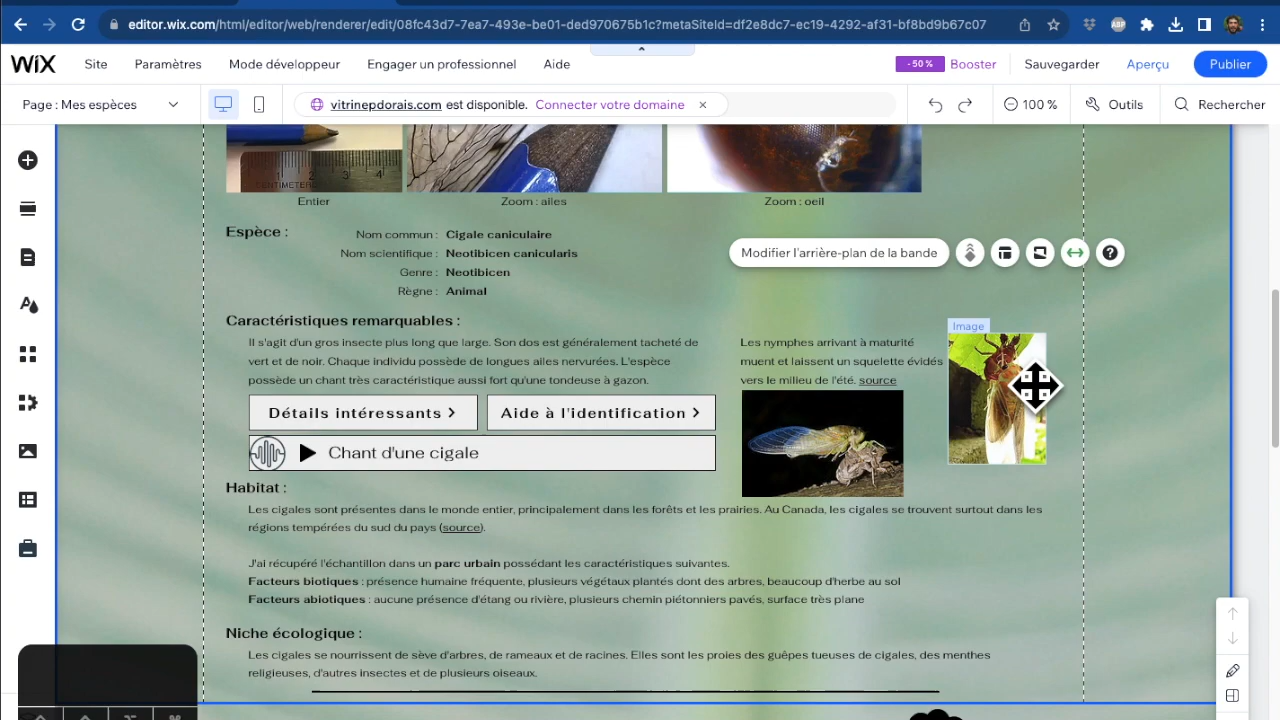 editor.wix.com/html/editor/web/renderer/edit/08fc43d7-7ea7-493e-be01-ded970675b1c?metaSiteId=df2e8dc7-ec19-4292-af31-bf8bd9b67c07
ABP
WiX
Site
Paramètres
Mode développeur
Engager un professionnel
Aide
-50 %
Booster
Sauvegarder
Aperçu
Publier
Page : Mes espèces
vitrinepdorais.com est disponible. Connecter votre domaine
100 %
Outils
Rechercher
CENTIMETER 1 2 3 4
Entier
Zoom : ailes
Zoom : oeil
Espèce :
Nom commun : Cigale caniculaire
Nom scientifique : Neotibicen canicularis
Genre : Neotibicen
Règne : Animal
Modifier l'arrière-plan de la bande
Caractéristiques remarquables :
Il s'agit d'un gros insecte plus long que large. Son dos est généralement tacheté de
vert et de noir. Chaque individu possède de longues ailes nervurées. L'espèce
possède un chant très caractéristique aussi fort qu'une tondeuse à gazon.
Les nymphes arrivant à maturité
muent et laissent un squelette évidés
vers le milieu de l'été. source
Image
Détails intéressants
Aide à l'identification
Chant d'une cigale
Habitat :
Les cigales sont présentes dans le monde entier, principalement dans les forêts et les prairies. Au Canada, les cigales se trouvent surtout dans les
régions tempérées du sud du pays (source).
J'ai récupéré l'échantillon dans un parc urbain possédant les caractéristiques suivantes.
Facteurs biotiques : présence humaine fréquente, plusieurs végétaux plantés dont des arbres, beaucoup d'herbe au sol
Facteurs abiotiques : aucune présence d'étang ou rivière, plusieurs chemin piétonniers pavés, surface très plane
Niche écologique :
Les cigales se nourrissent de sève d'arbres, de rameaux et de racines. Elles sont les proies des guêpes tueuses de cigales, des menthes
religieuses, d'autres insectes et de plusieurs oiseaux.